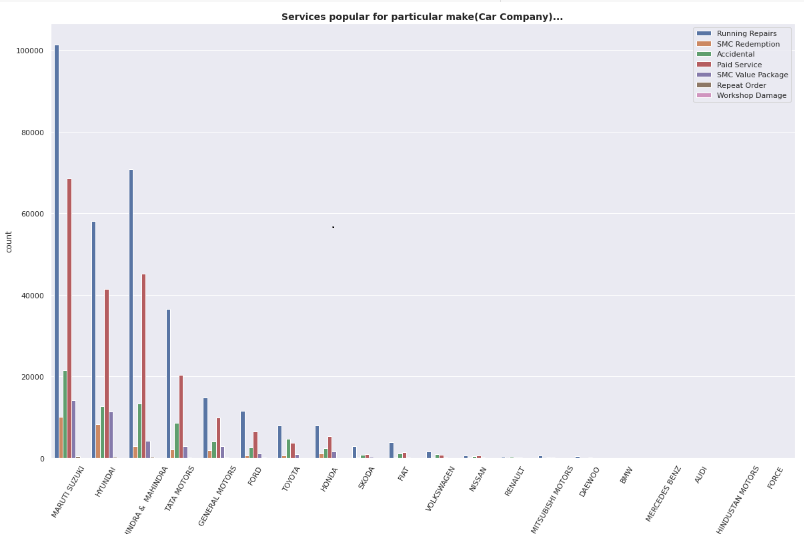 Services popular for particular make(Car Company)...
Running Repairs
SMC Redemption
Accidental
Paid Service
SMC Value Package
Repeat Order
Workshop Damage
100000
80000
60000
40000
20000
0
count
MARUTI SUZUKI
HYUNDAI
INDRA & MAHINDRA
TATA MOTORS
GENERAL MOTORS
FORD
TOYOTA
HONDA
SKODA
FIAT
VOLKSWAGEN
NISSAN
RENAULT
MITSUBISHI MOTORS
DAEWOO
BMW
MERCEDES BENZ
AUDI
HINDUSTAN MOTORS
FORCE